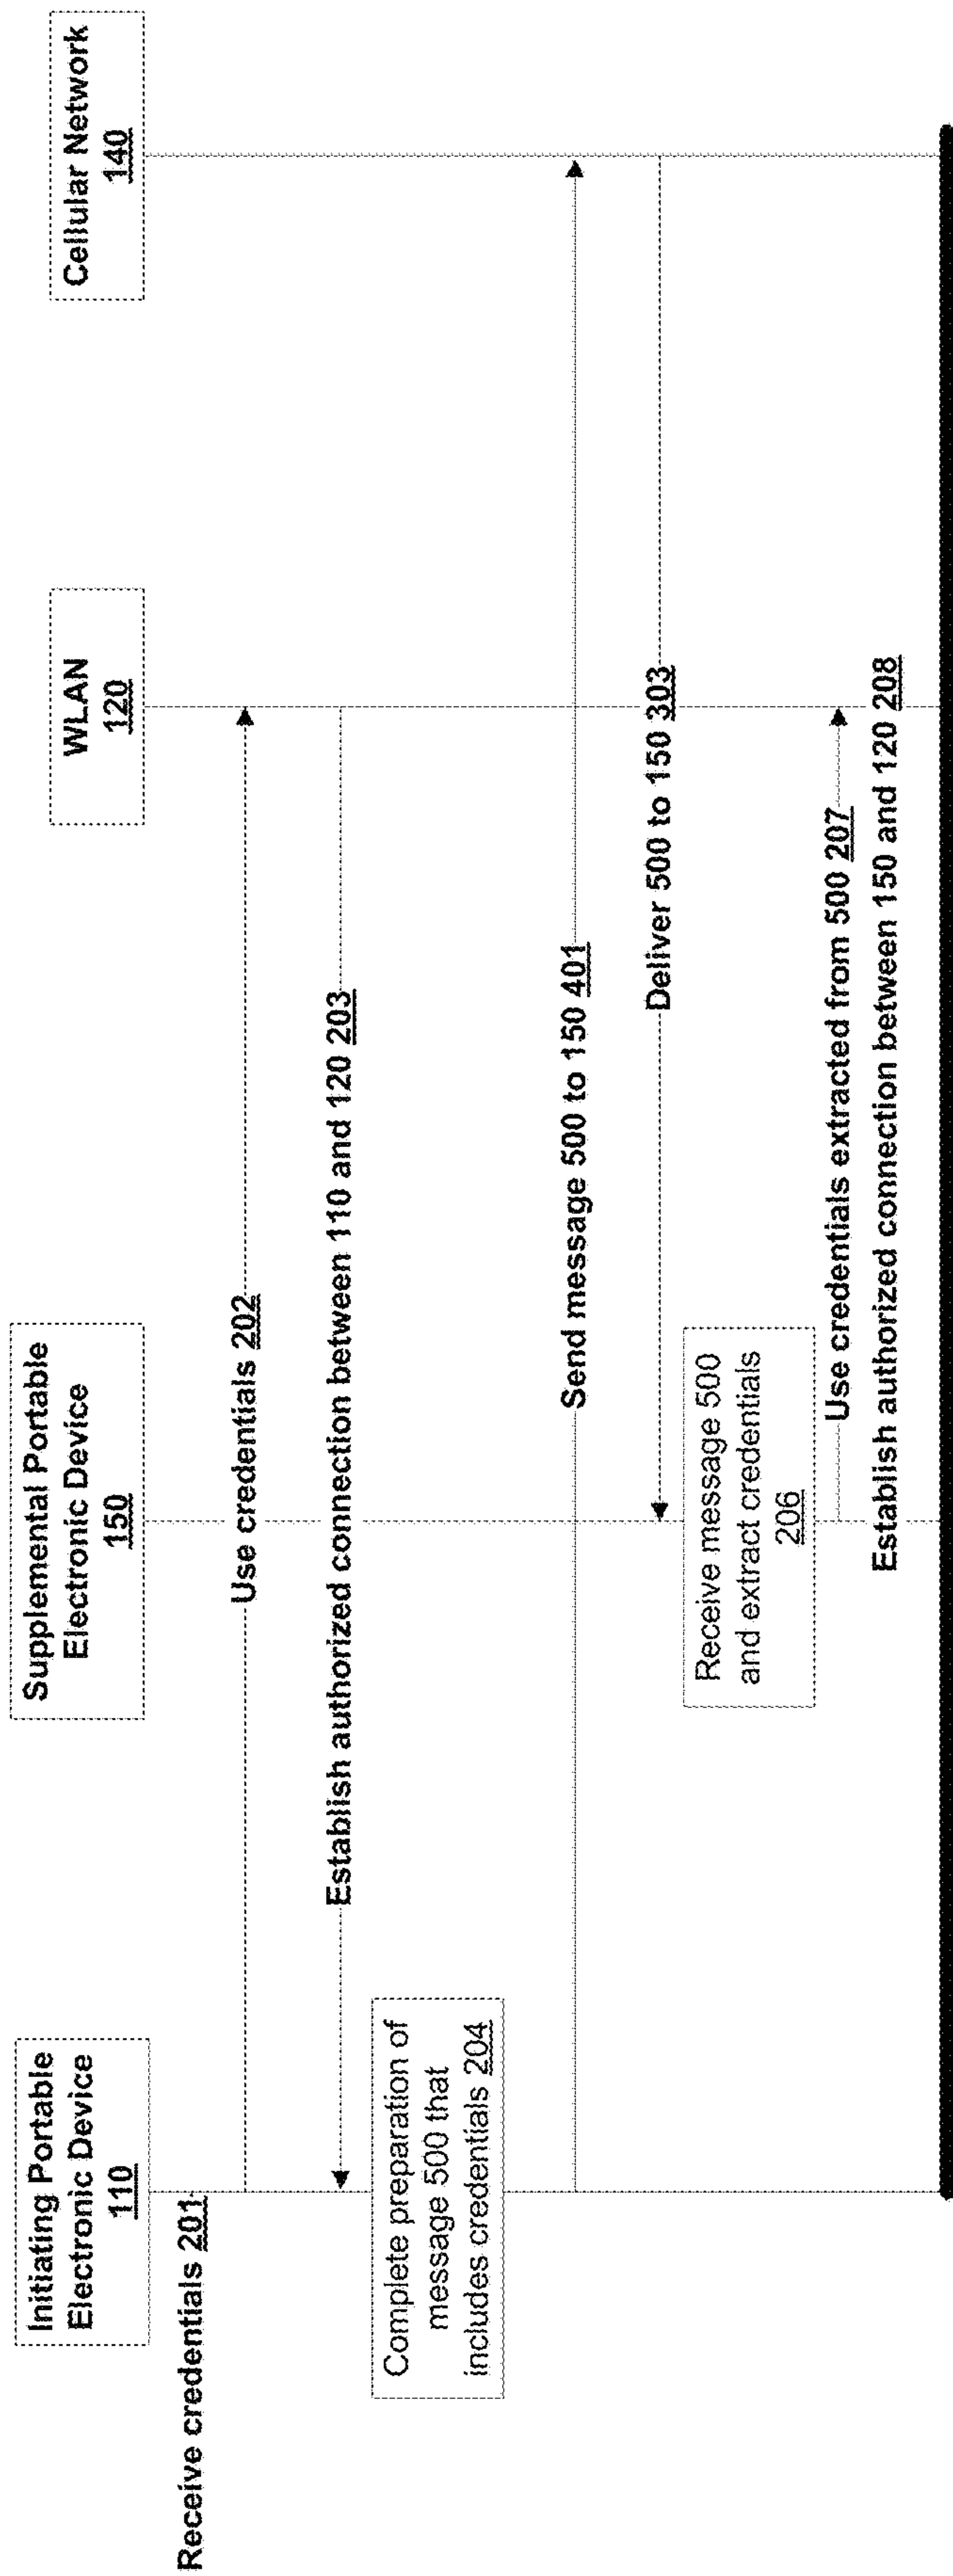 Initiating Portable
Electronic Device
110
Supplemental Portable
Electronic Device
150
WLAN
120
Cellular Network
140
Receive credentials 201
Use credentials 202
Establish authorized connection between 110 and 120 203
Complete preparation of
message 500 that
includes credentials 204
Send message 500 to 150 401
Deliver 500 to 150 303
Receive message 500
and extract credentials
206
Use credentials extracted from 500 207
Establish authorized connection between 150 and 120 208